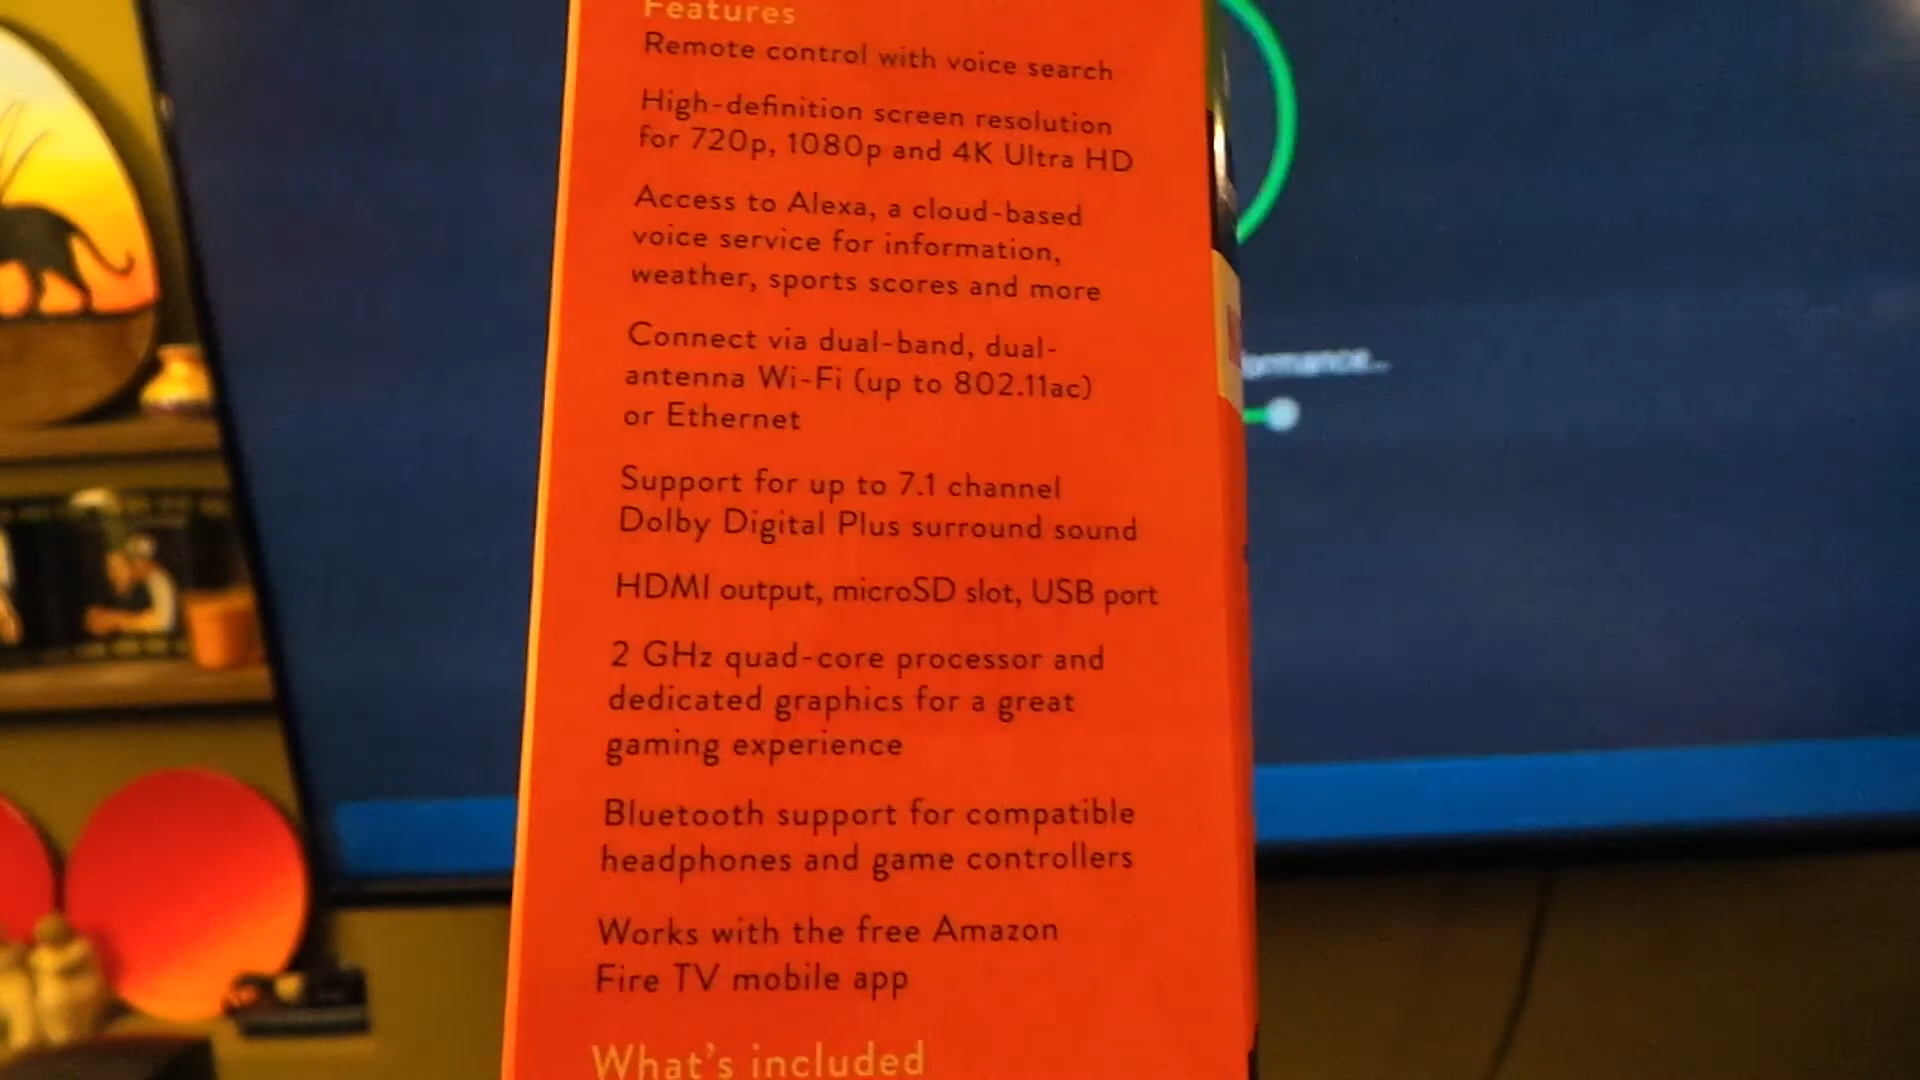 Features
Remote control with voice search
High-definition screen resolution
for 720p, 1080p and 4K Ultra HD
Access to Alexa, a cloud-based
voice service for information,
weather, sports scores and more
Connect via dual-band, dual-
antenna Wi-Fi (up to 802.11ac)
or Ethernet
Support for up to 7.1 channel
Dolby Digital Plus surround sound
HDMI output, microSD slot, USB port
2 GHz quad-core processor and
dedicated graphics for a great
gaming experience
Bluetooth support for compatible
headphones and game controllers
Works with the free Amazon
Fire TV mobile app
What's included